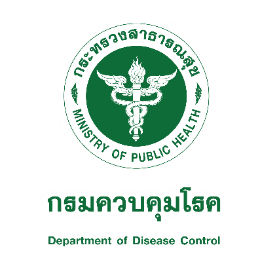 กระทรวงสาธารณสุข
MINISTRY OF PUBLIC HEALTH
กรมควบคุมโรค
Department of Disease Control